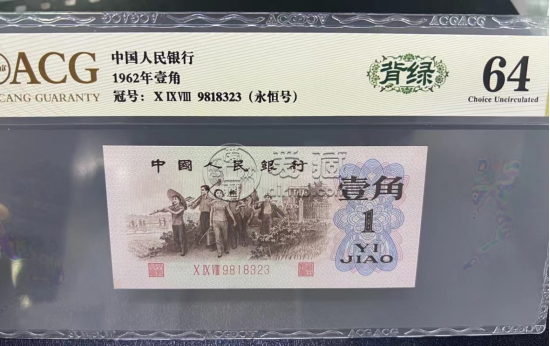 ACG
CANG GUARANTY
中国人民银行
1962年壹角
冠号: X IX VIII 9818323 (永恒号)
背绿
64
Choice Uncirculated
中國人民銀行
壹角
1
YI
JIAO
X IX VIII 9818323